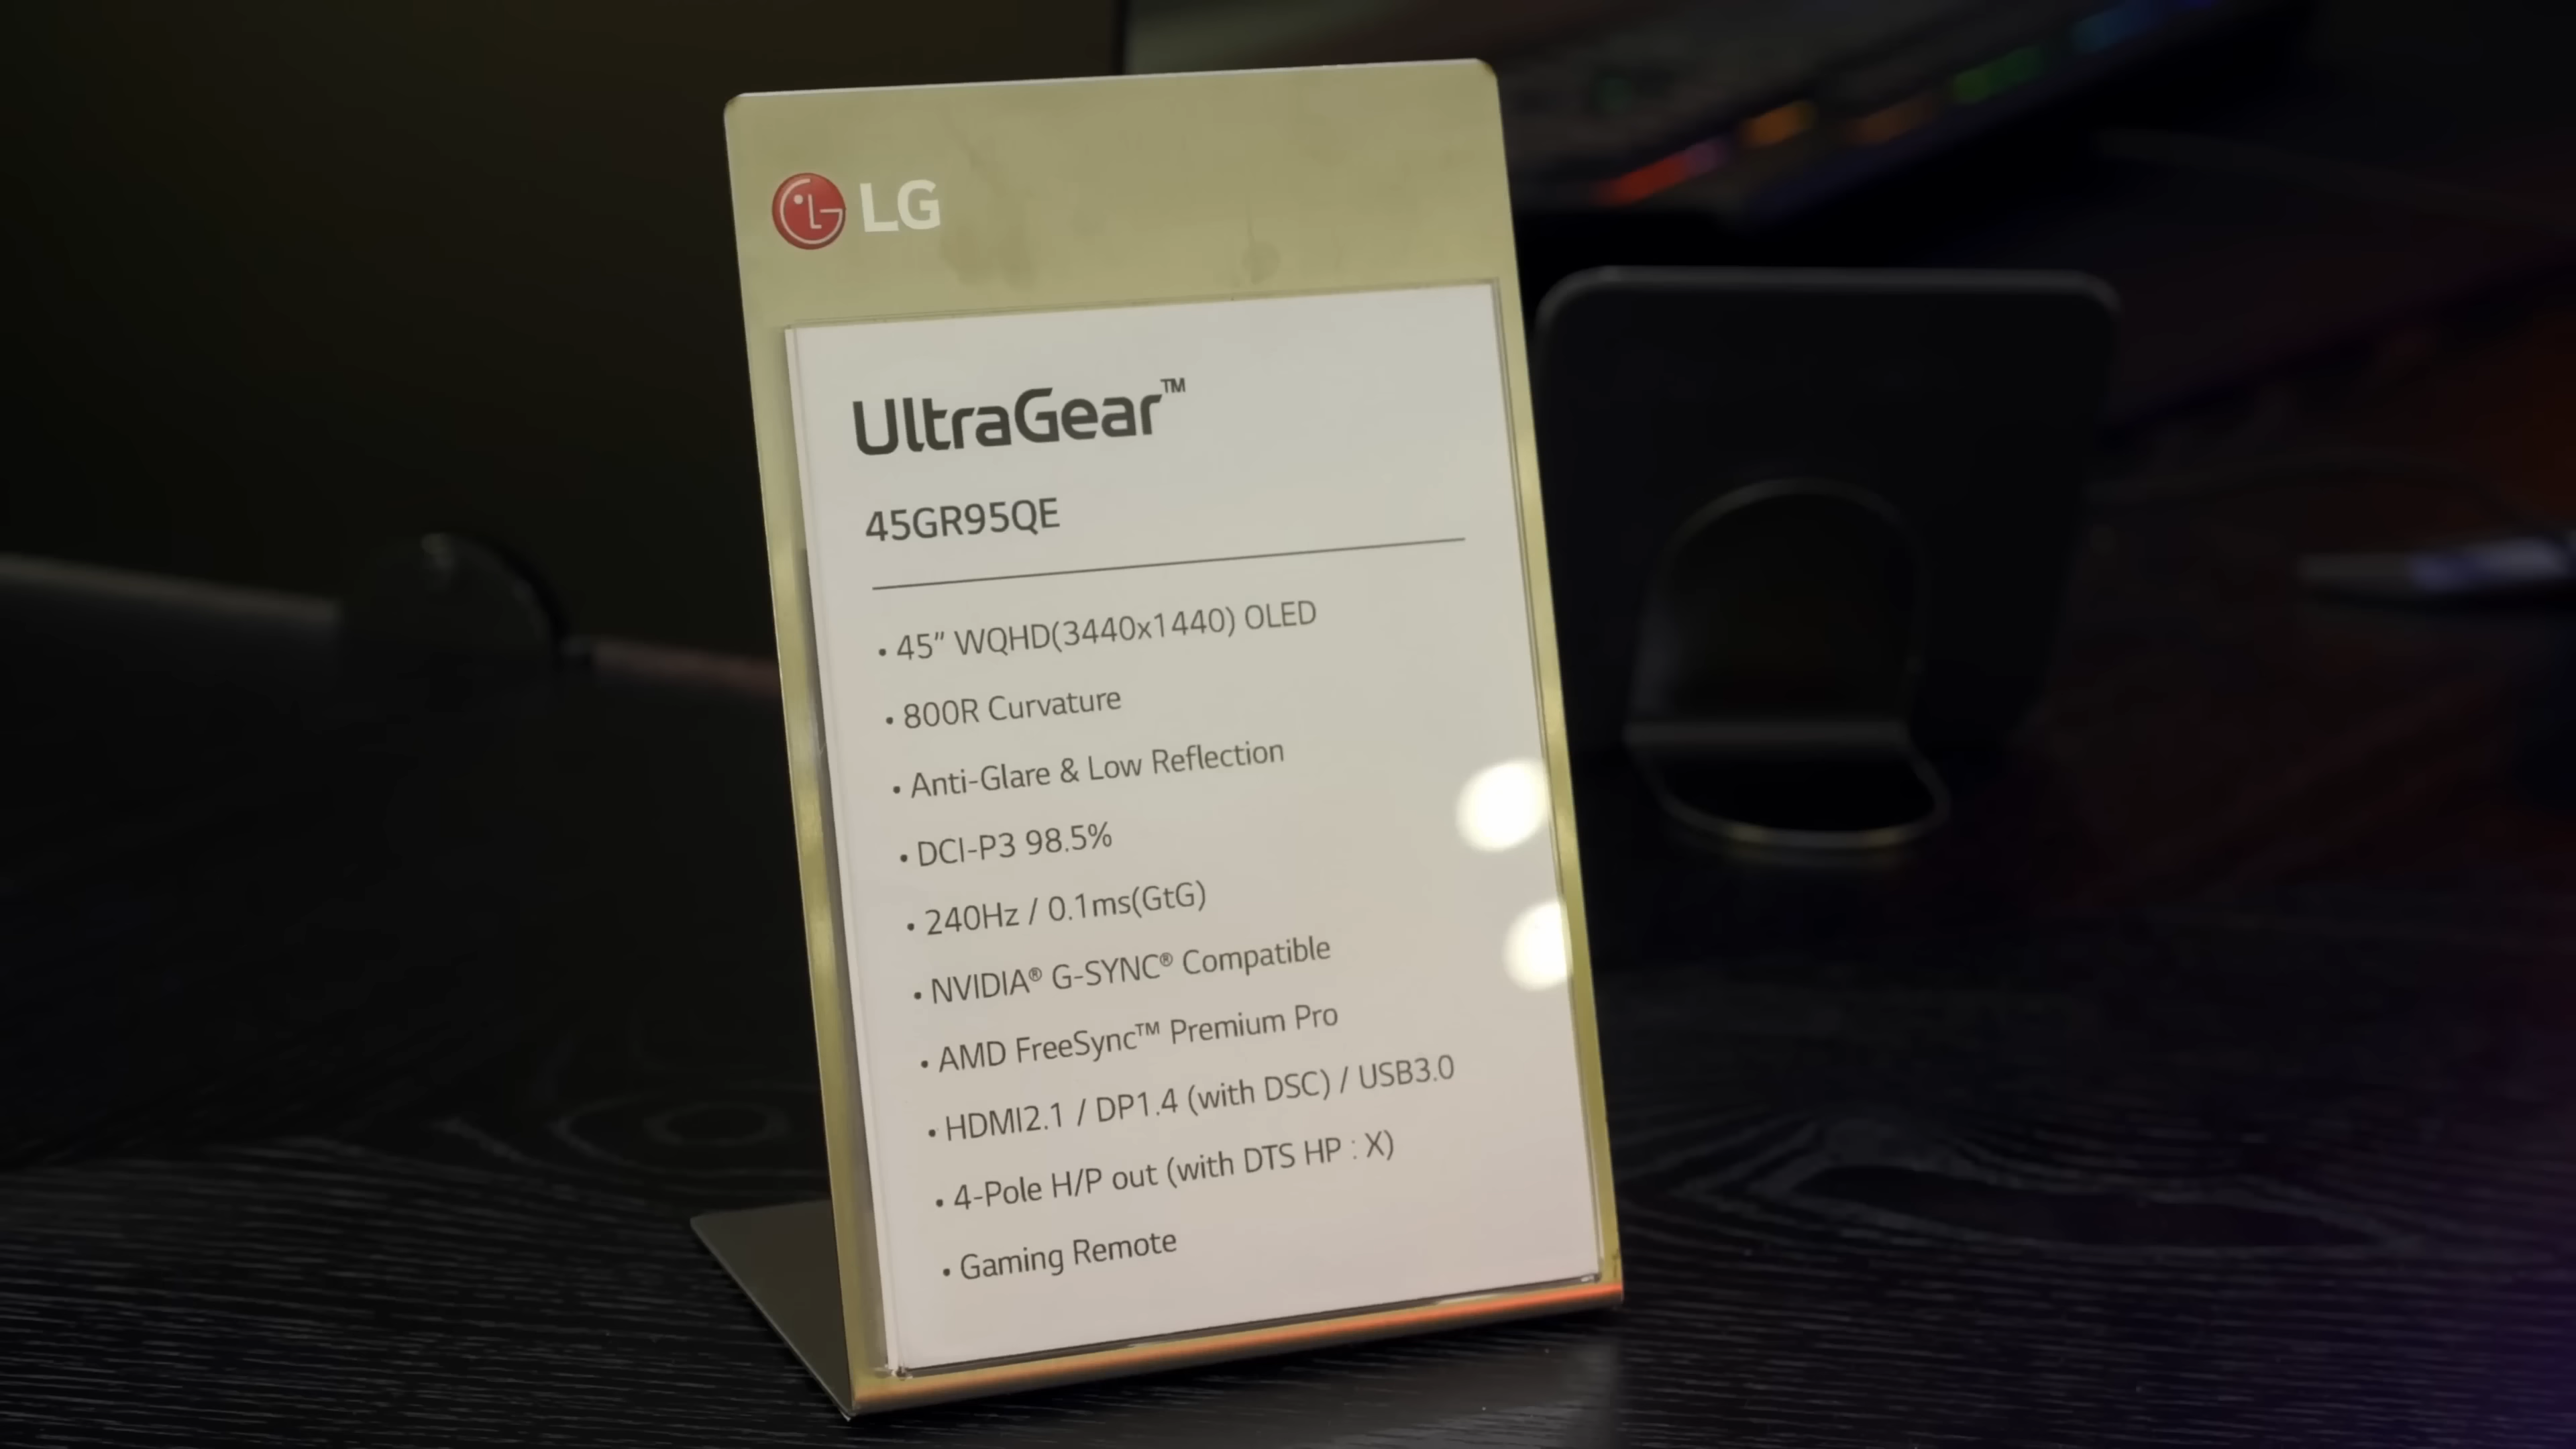 LG
UltraGear™
45GR95QE
• 45” WQHD(3440x1440) OLED
• 800R Curvature
• Anti-Glare & Low Reflection
• DCI-P3 98.5%
• 240Hz / 0.1ms(GtG)
• NVIDIA® G-SYNC® Compatible
• AMD FreeSync™ Premium Pro
• HDMI2.1 / DP1.4 (with DSC) / USB3.0
• 4-Pole H/P out (with DTS HP : X)
• Gaming Remote